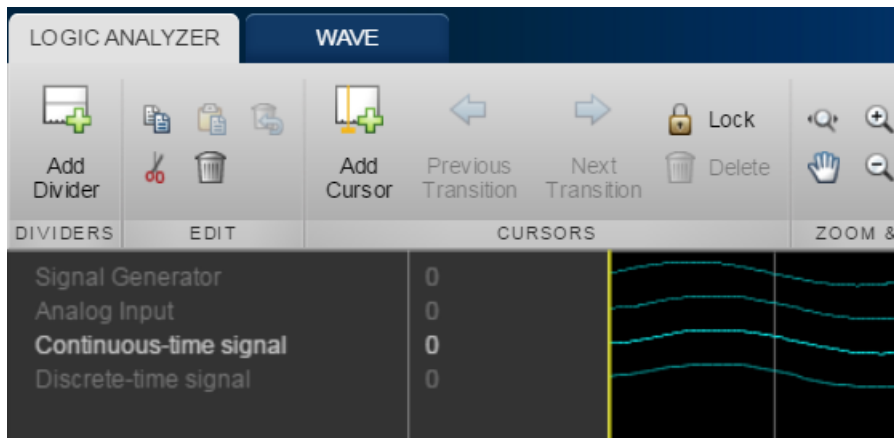 LOGIC ANALYZER WAVE
Add Divider
Add Cursor
Previous Transition
Next Transition
Lock
Delete
DIVIDERS EDIT CURSORS ZOOM &
Signal Generator 0
Analog Input 0
Continuous-time signal 0
Discrete-time signal 0